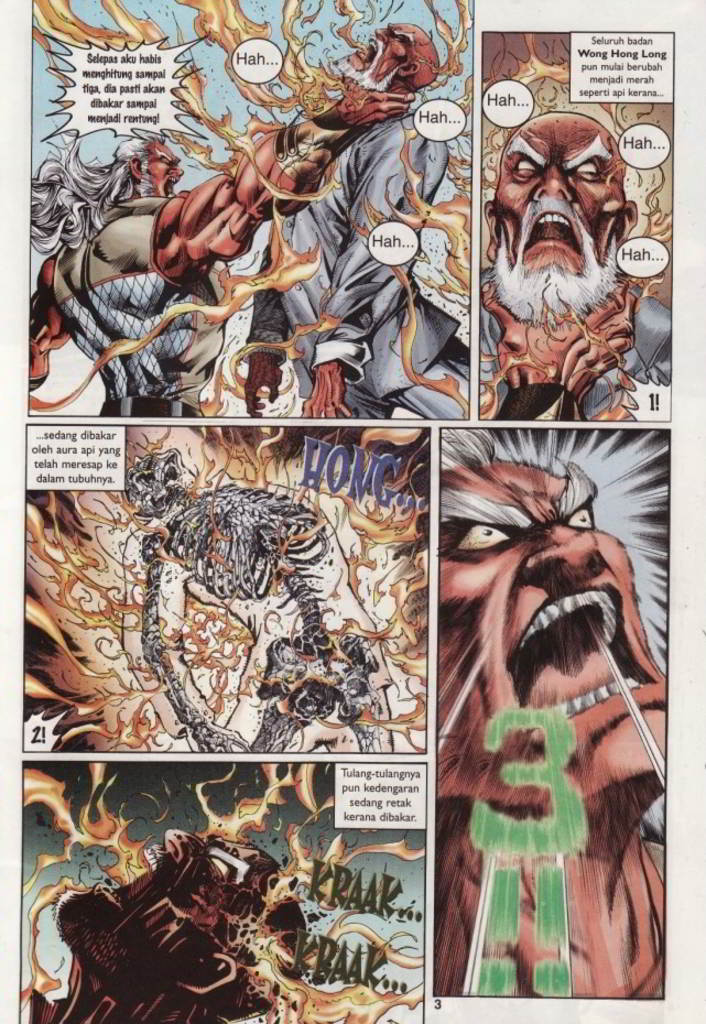 Selepas aku habis
menghitung sampai
tiga, dia pasti akan
dibakar sampai
menjadi rentung!
Hah...
Hah...
Hah...
Seluruh badan
Wong Hong Long
pun mulai berubah
menjadi merah
seperti api kerana...
Hah...
Hah...
Hah...
1!
...sedang dibakar
oleh aura api yang
telah meresap ke
dalam tubuhnya.
HONG...
2!
3!!
Tulang-tulangnya
pun kedengaran
sedang retak
kerana dibakar.
KRAAK...
KRAAK...
3